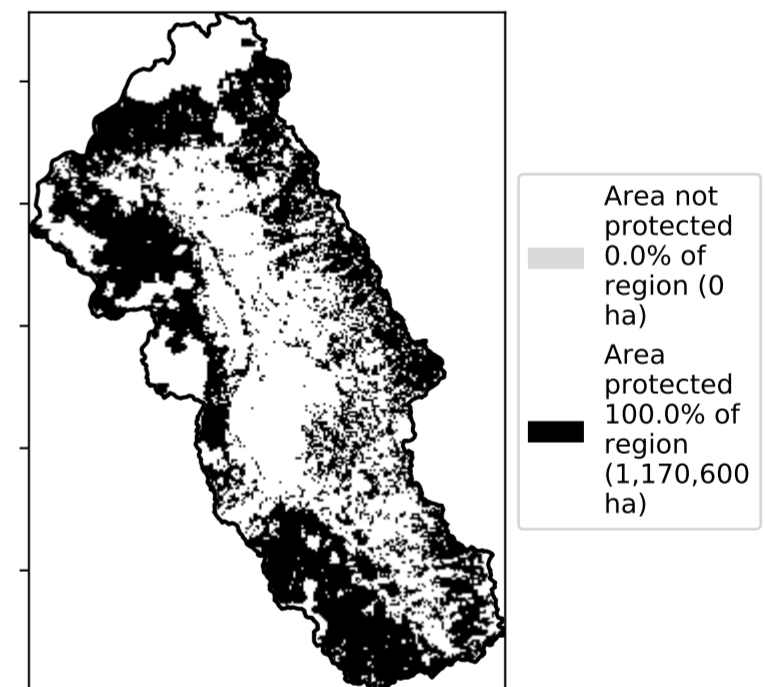 Area not
protected
0.0% of
region (0
ha)
Area
protected
100.0% of
region
(1,170,600
ha)